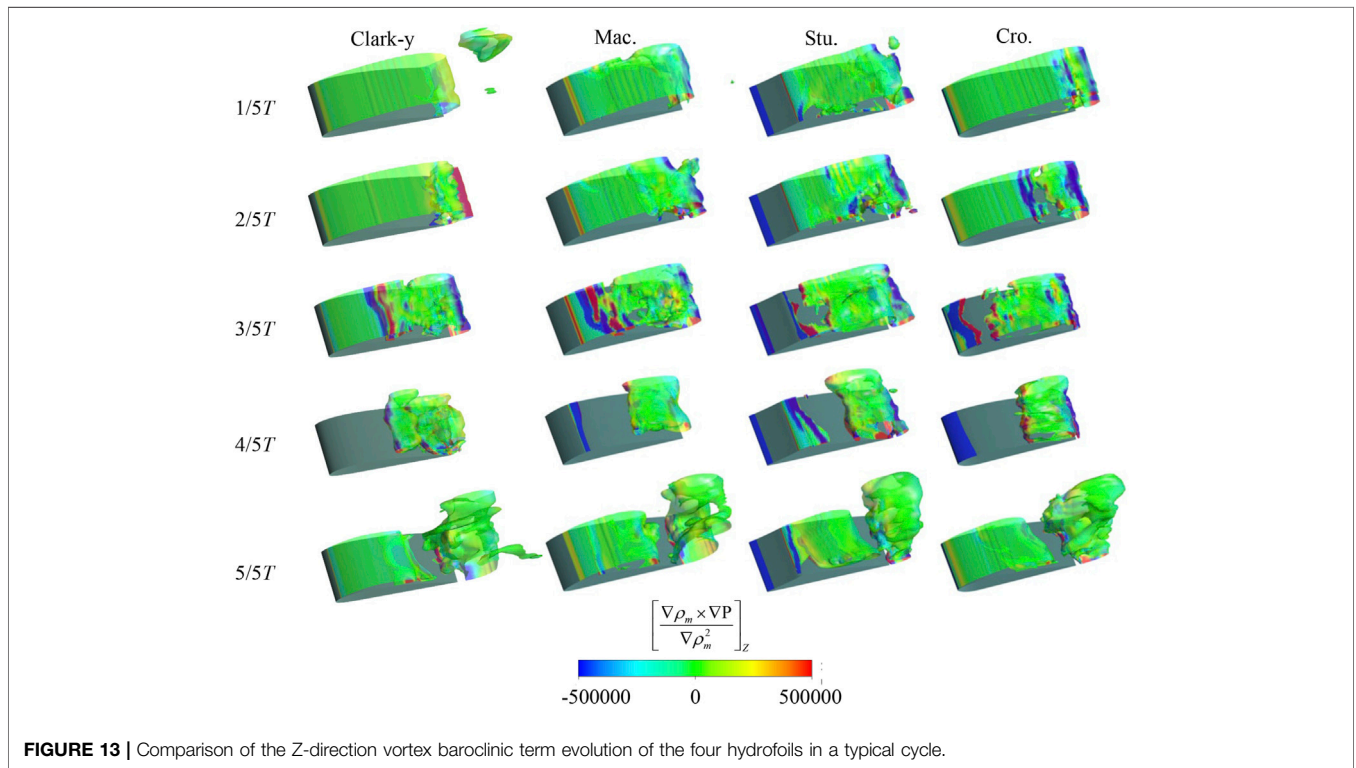 Clark-y Mac. Stu. Cro.
1/5T
2/5T
3/5T
4/5T
5/5T
[∇ρₘ × ∇P / ∇ρₘ²]_Z
-500000 0 500000
FIGURE 13 | Comparison of the Z-direction vortex baroclinic term evolution of the four hydrofoils in a typical cycle.